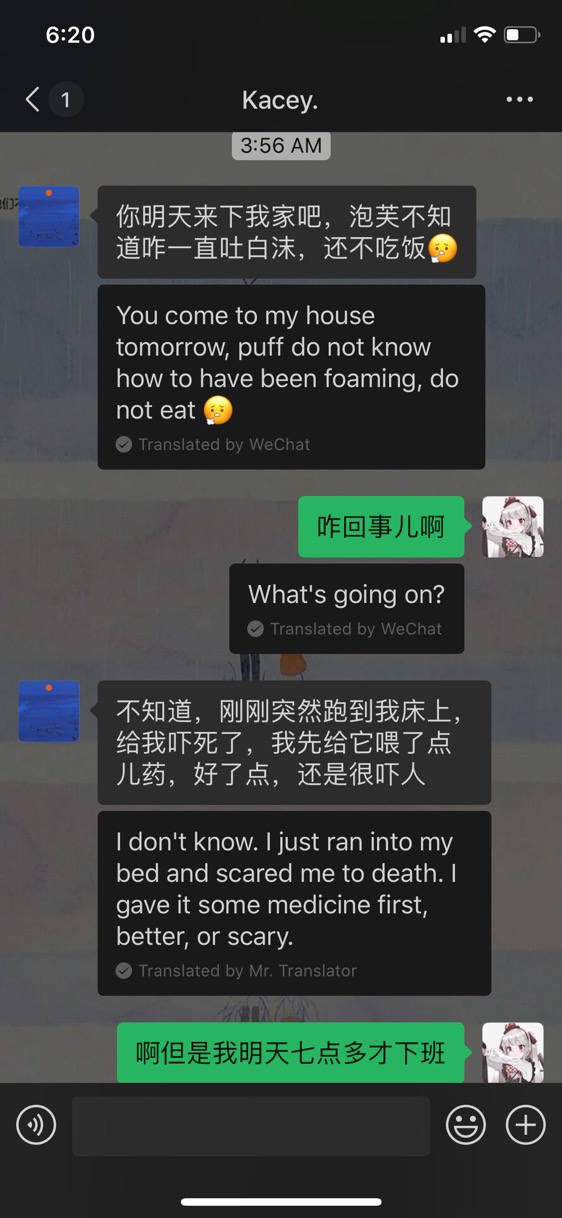 6:20
1
Kacey.
3:56 AM
你明天来下我家吧，泡芙不知
道咋一直吐白沫，还不吃饭😮‍💨
You come to my house
tomorrow, puff do not know
how to have been foaming, do
not eat 😮‍💨
Translated by WeChat
咋回事儿啊
What's going on?
Translated by WeChat
不知道，刚刚突然跑到我床上，
给我吓死了，我先给它喂了点
儿药，好了点，还是很吓人
I don't know. I just ran into my
bed and scared me to death. I
gave it some medicine first,
better, or scary.
Translated by Mr. Translator
啊但是我明天七点多才下班